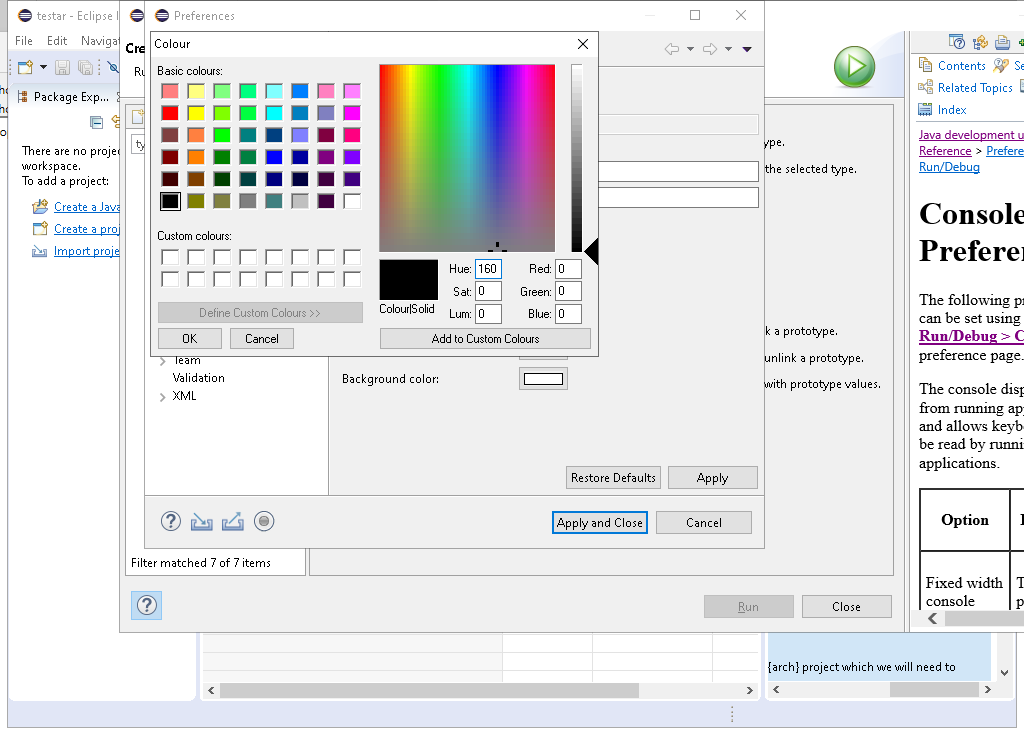 testar - Eclipse I
Preferences
File Edit Navigat
Package Exp...
There are no projec
workspace.
To add a project:
Create a Java
Create a proj
Import proje
Cre
Ru
ty
Colour
Basic colours:
Custom colours:
Define Custom Colours >>
OK
Cancel
Hue: 160
Sat: 0
Lum: 0
Red: 0
Green: 0
Blue: 0
Colour|Solid
Add to Custom Colours
ype.
the selected type.
k a prototype.
unlink a prototype.
with prototype values.
Team
Validation
XML
Background color:
Restore Defaults
Apply
Apply and Close
Cancel
Filter matched 7 of 7 items
Run
Close
{arch} project which we will need to
Contents
Se
Related Topics
Index
Java development u
Reference > Prefere
Run/Debug
Console
Preferen
The following pr
can be set using
Run/Debug > C
preference page.
The console disp
from running app
and allows keybo
be read by runnin
applications.
Option
Fixed width
console
T
p